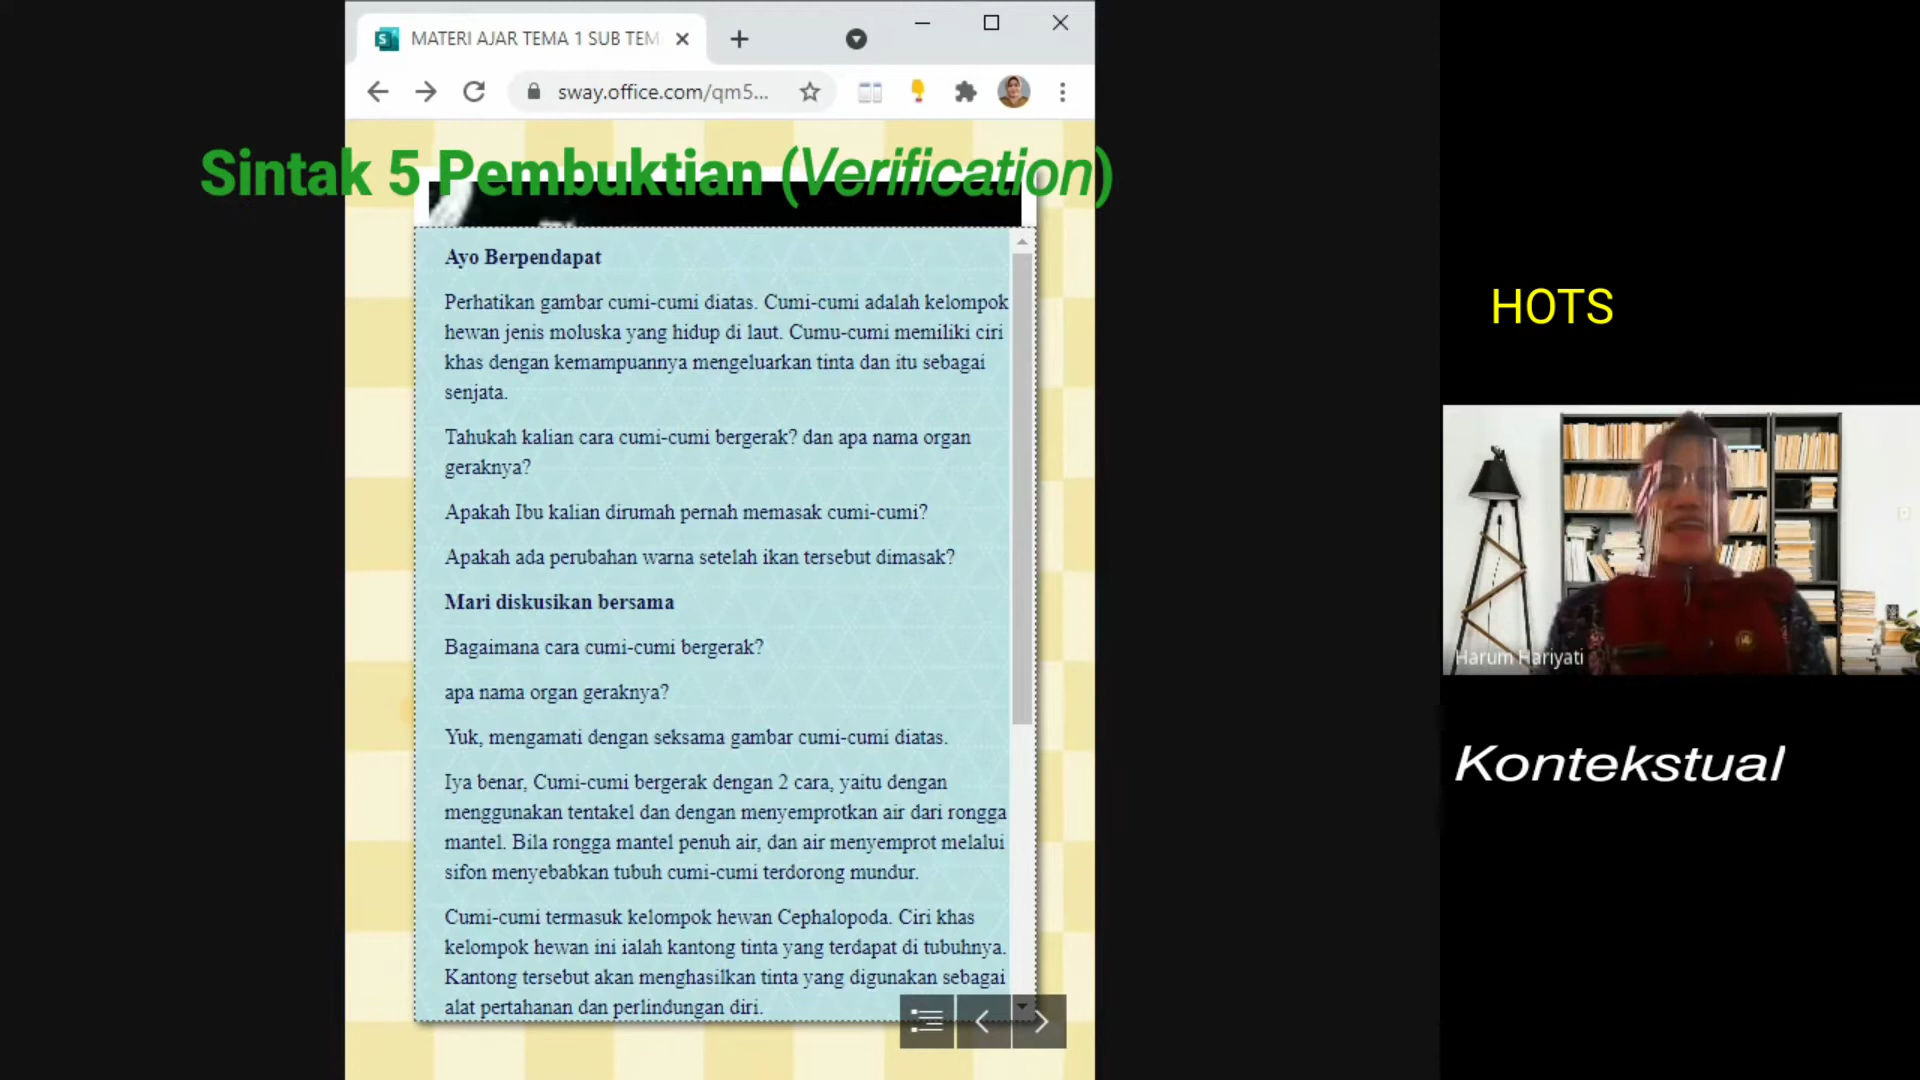 MATERI AJAR TEMA 1 SUB TEM
sway.office.com/qm5...
Sintak 5 Pembuktian (Verification)
Ayo Berpendapat
Perhatikan gambar cumi-cumi diatas. Cumi-cumi adalah kelompok
hewan jenis moluska yang hidup di laut. Cumu-cumi memiliki ciri
khas dengan kemampuannya mengeluarkan tinta dan itu sebagai
senjata.
Tahukah kalian cara cumi-cumi bergerak? dan apa nama organ
geraknya?
Apakah Ibu kalian dirumah pernah memasak cumi-cumi?
Apakah ada perubahan warna setelah ikan tersebut dimasak?
Mari diskusikan bersama
Bagaimana cara cumi-cumi bergerak?
apa nama organ geraknya?
Yuk, mengamati dengan seksama gambar cumi-cumi diatas.
Iya benar, Cumi-cumi bergerak dengan 2 cara, yaitu dengan
menggunakan tentakel dan dengan menyemprotkan air dari rongga
mantel. Bila rongga mantel penuh air, dan air menyemprot melalui
sifon menyebabkan tubuh cumi-cumi terdorong mundur.
Cumi-cumi termasuk kelompok hewan Cephalopoda. Ciri khas
kelompok hewan ini ialah kantong tinta yang terdapat di tubuhnya.
Kantong tersebut akan menghasilkan tinta yang digunakan sebagai
alat pertahanan dan perlindungan diri.
HOTS
Harum Hariyati
Kontekstual